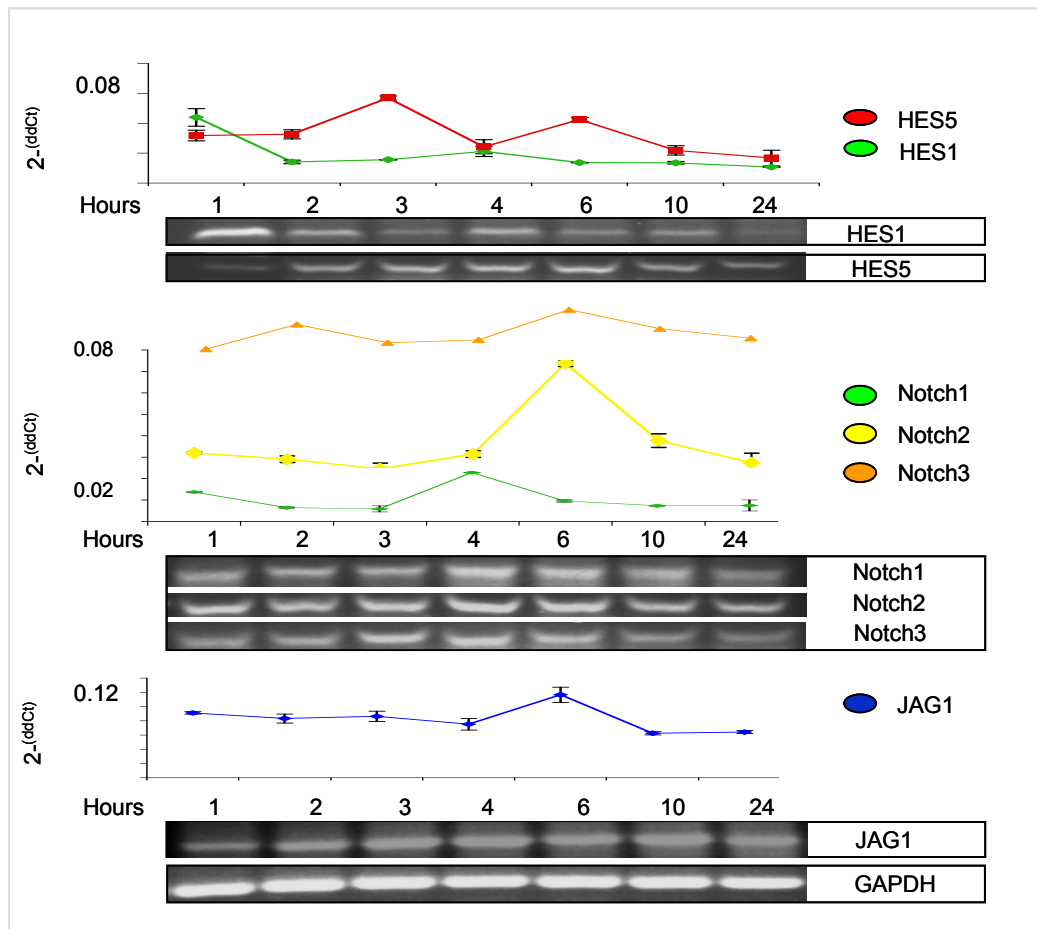 0.08
2-(ddCt)
HES5
HES1
Hours 1 2 3 4 6 10 24
HES1
HES5
0.08
2-(ddCt)
0.02
Notch1
Notch2
Notch3
Hours 1 2 3 4 6 10 24
Notch1
Notch2
Notch3
0.12
2-(ddCt)
JAG1
Hours 1 2 3 4 6 10 24
JAG1
GAPDH